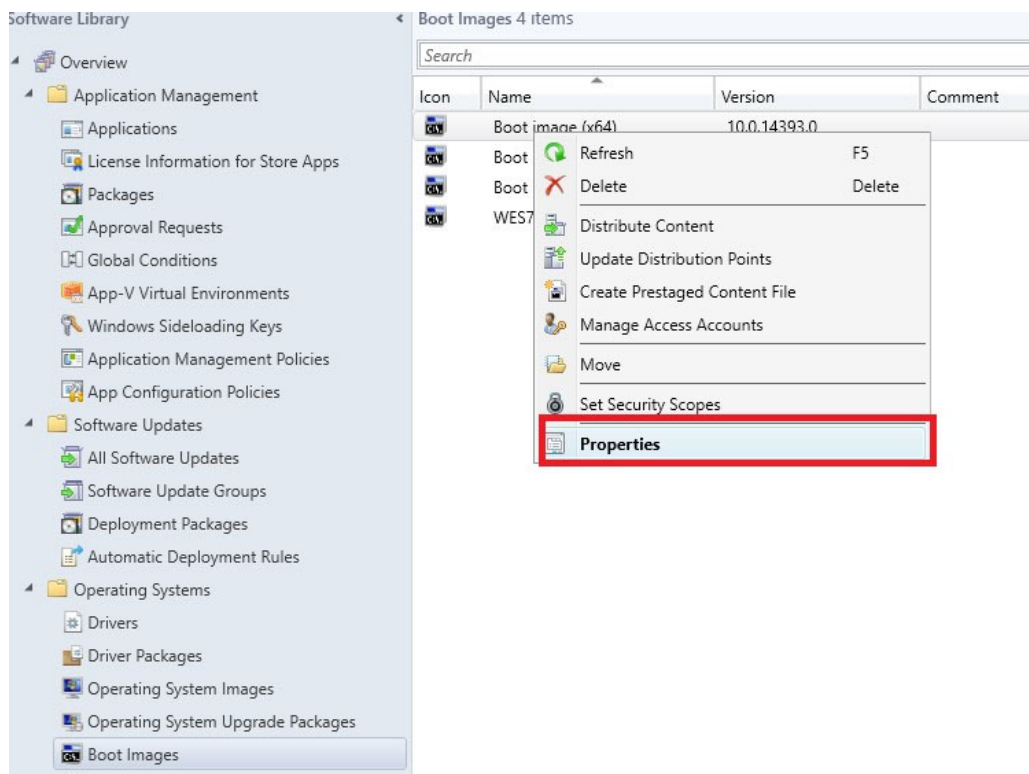 Software Library
Overview
Application Management
Applications
License Information for Store Apps
Packages
Approval Requests
Global Conditions
App-V Virtual Environments
Windows Sideloading Keys
Application Management Policies
App Configuration Policies
Software Updates
All Software Updates
Software Update Groups
Deployment Packages
Automatic Deployment Rules
Operating Systems
Drivers
Driver Packages
Operating System Images
Operating System Upgrade Packages
Boot Images
Boot Images 4 items
Search
Icon Name Version Comment
Boot image (x64) 10.0.14393.0
Boot
Boot
WES7
Refresh F5
Delete Delete
Distribute Content
Update Distribution Points
Create Prestaged Content File
Manage Access Accounts
Move
Set Security Scopes
Properties